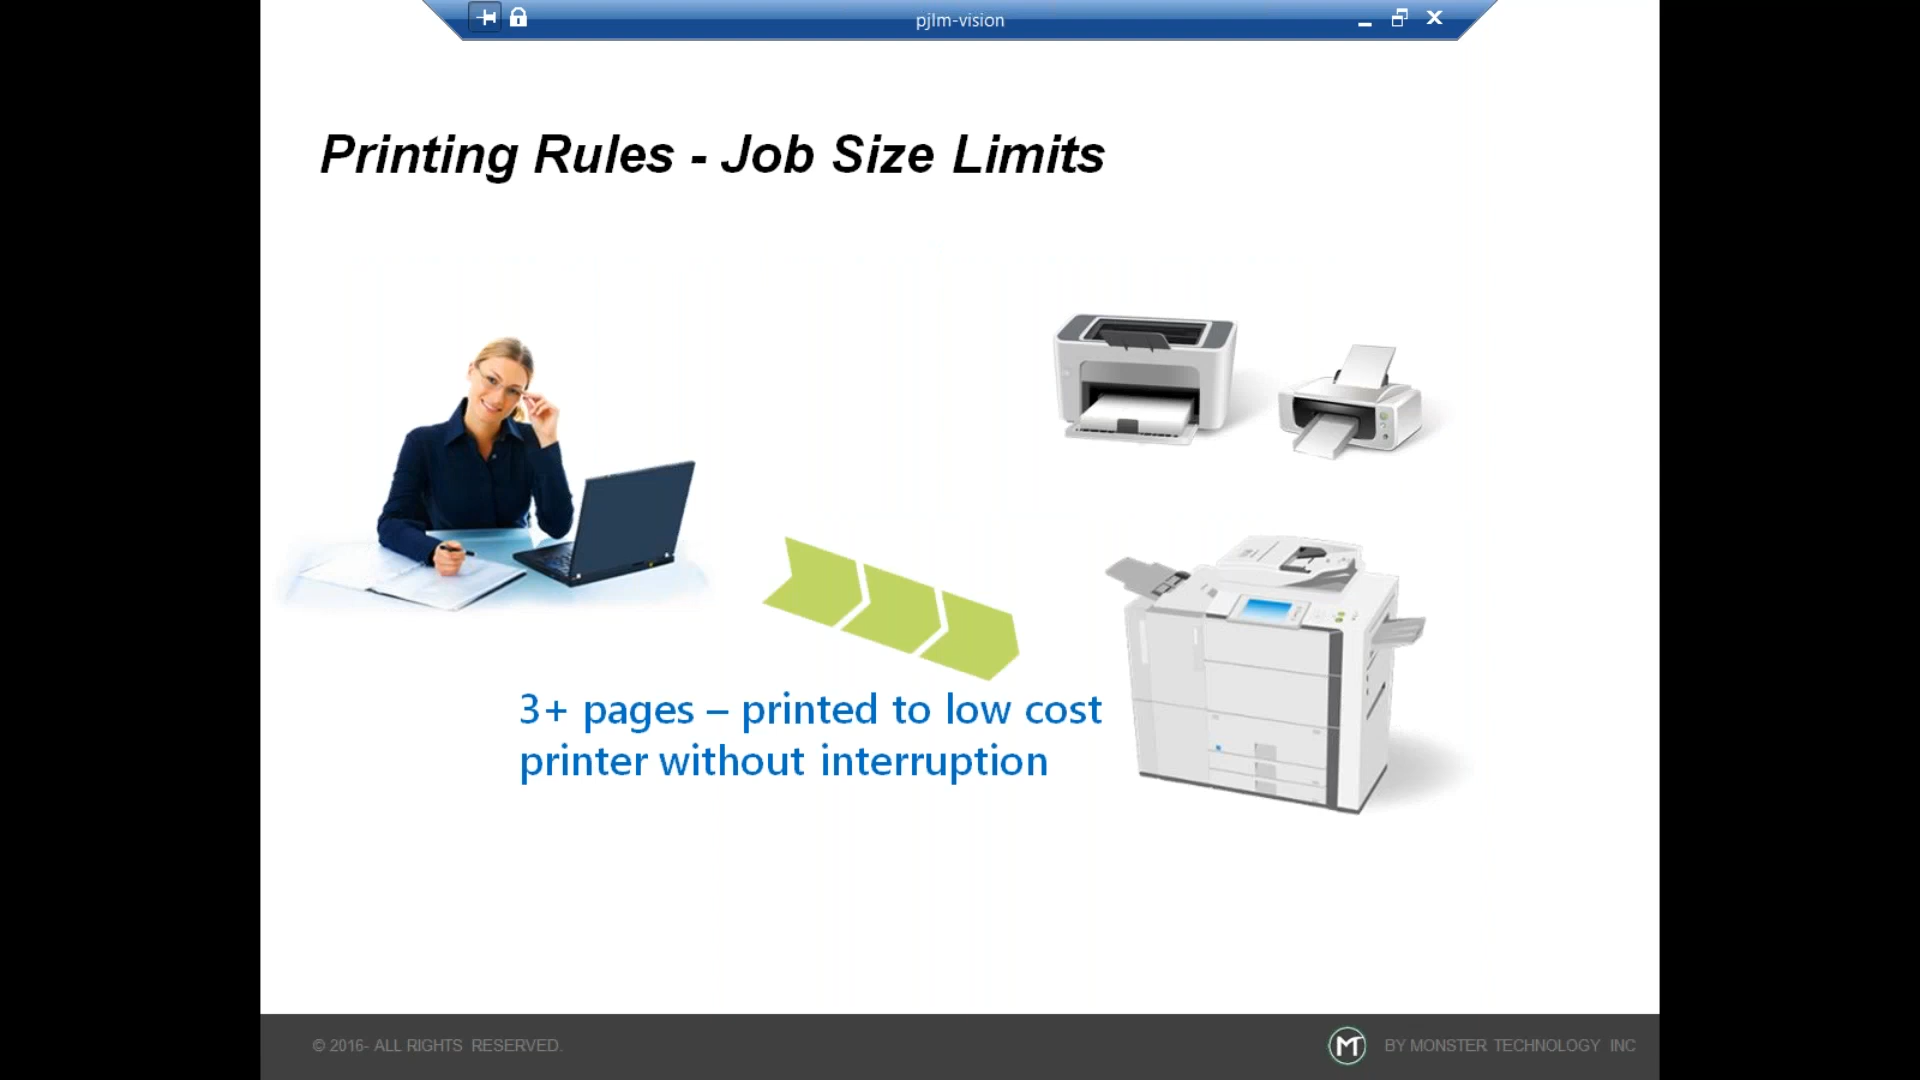 pjlm-vision
Printing Rules - Job Size Limits
3+ pages – printed to low cost
printer without interruption
© 2016- ALL RIGHTS RESERVED.
BY MONSTER TECHNOLOGY INC